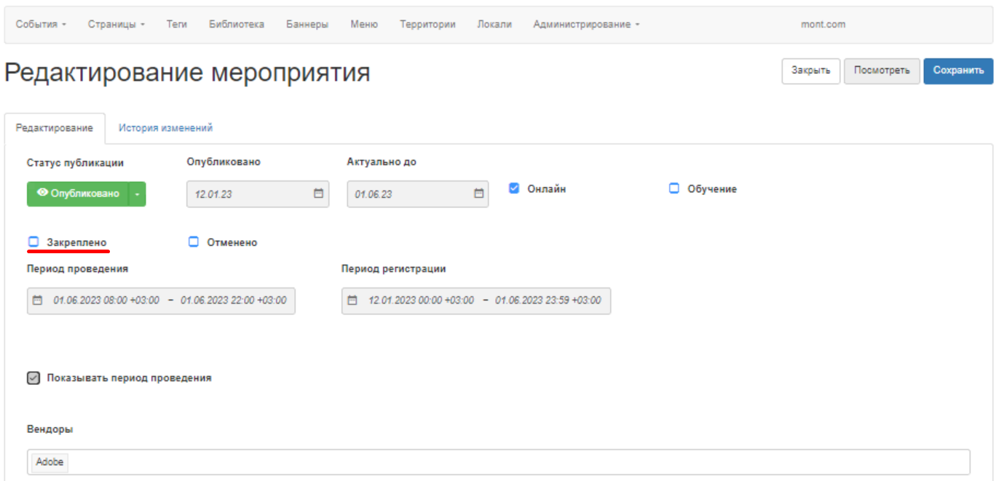 События Страницы Теги Библиотека Баннеры Меню Территории Локали Администрирование mont.com
Редактирование мероприятия Закрыть Посмотреть Сохранить
Редактирование История изменений
Статус публикации Опубликовано Актуально до
Опубликовано 12.01.23 01.06.23 Онлайн Обучение
Закреплено Отменено
Период проведения Период регистрации
01.06.2023 08:00 +03:00 – 01.06.2023 22:00 +03:00 12.01.2023 00:00 +03:00 – 01.06.2023 23:59 +03:00
Показывать период проведения
Вендоры
Adobe